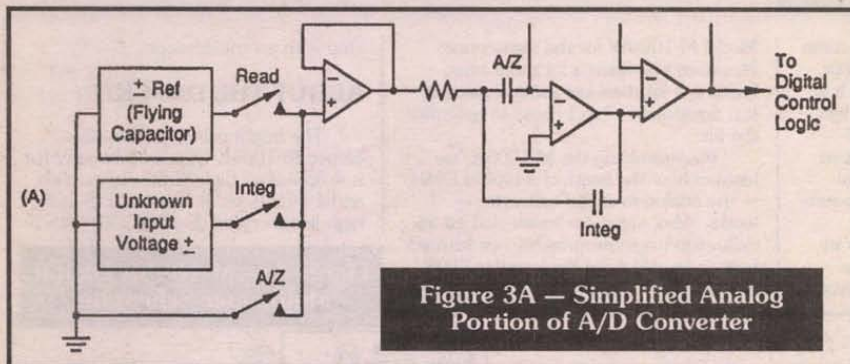 ± Ref
(Flying
Capacitor)
Read
(A)
Unknown
Input
Voltage ±
Integ
A/Z
−
+
A/Z
−
+
−
+
Integ
To
Digital
Control
Logic
Figure 3A — Simplified Analog
Portion of A/D Converter